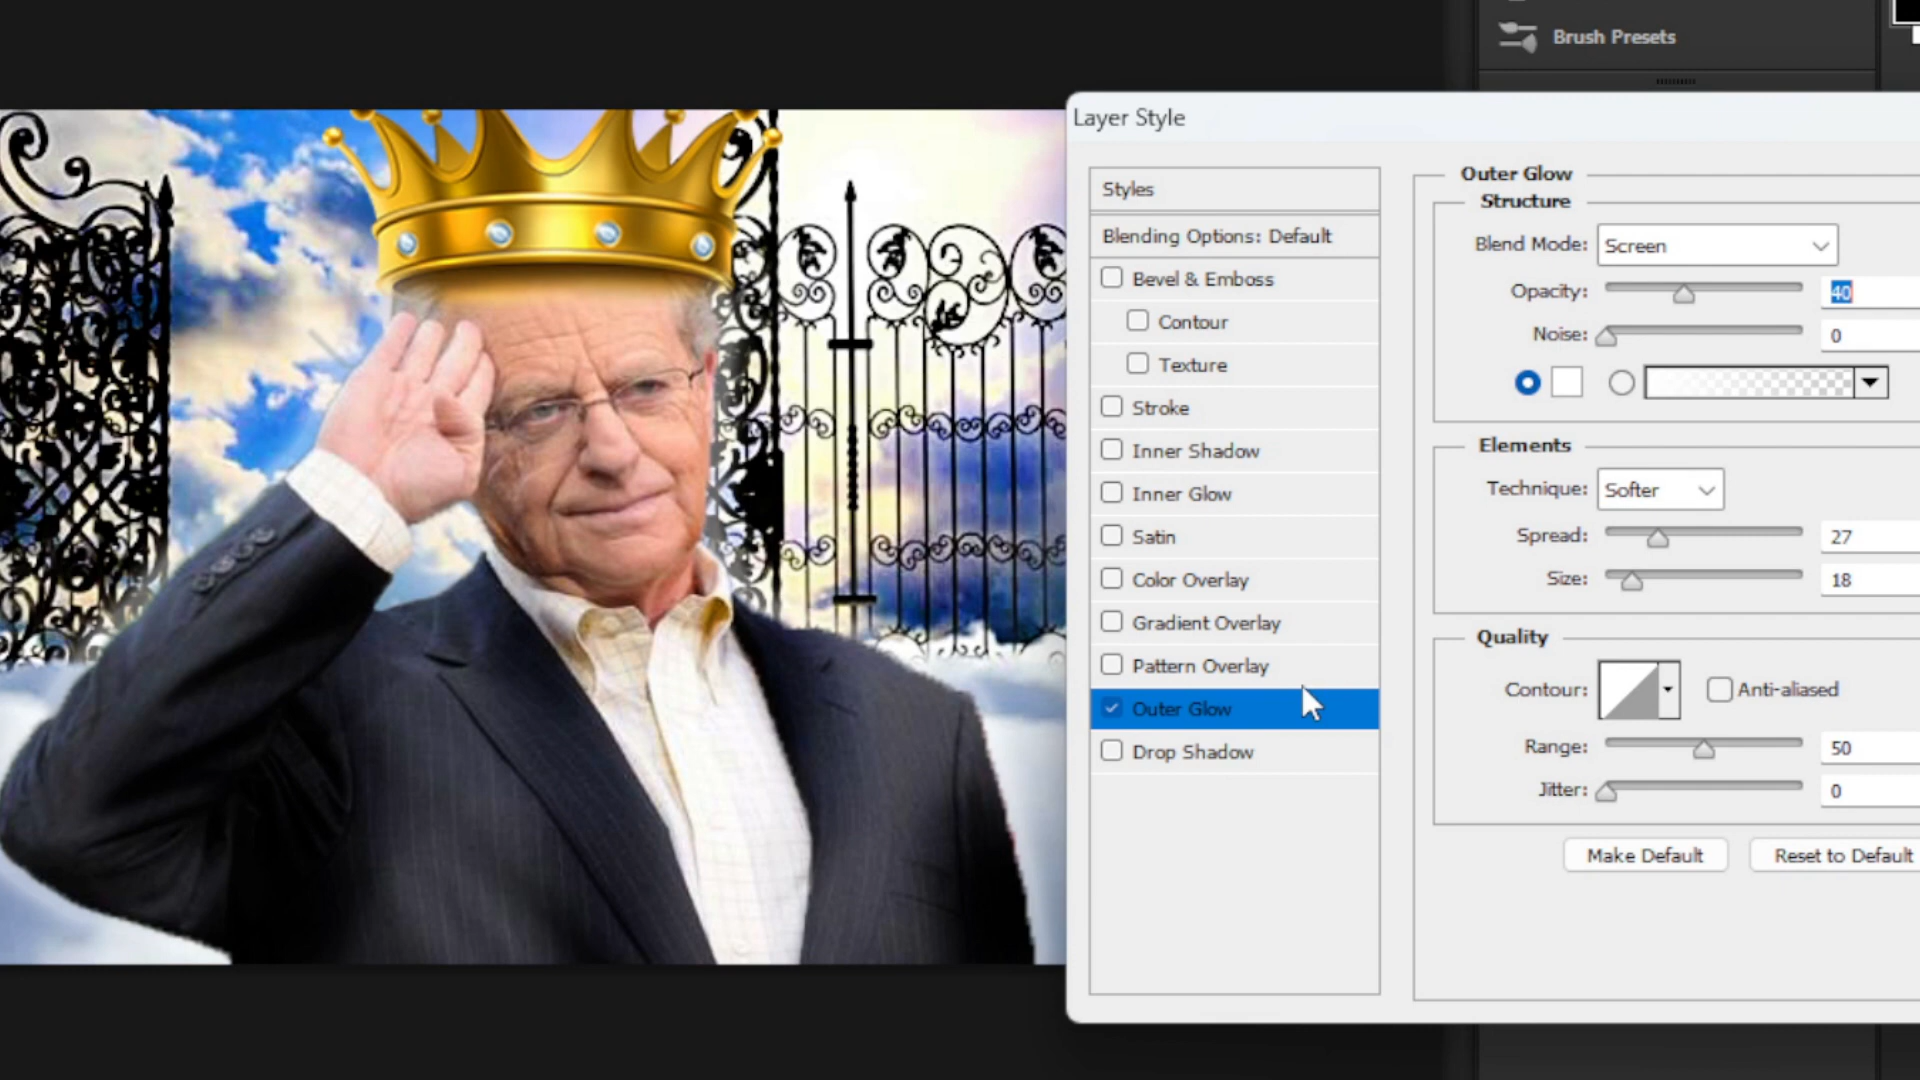 Brush Presets
Layer Style
Styles
Blending Options: Default
Bevel & Emboss
Contour
Texture
Stroke
Inner Shadow
Inner Glow
Satin
Color Overlay
Gradient Overlay
Pattern Overlay
Outer Glow
Drop Shadow
Outer Glow
Structure
Blend Mode: Screen
Opacity: 40
Noise: 0
Elements
Technique: Softer
Spread: 27
Size: 18
Quality
Contour: Anti-aliased
Range: 50
Jitter: 0
Make Default Reset to Default